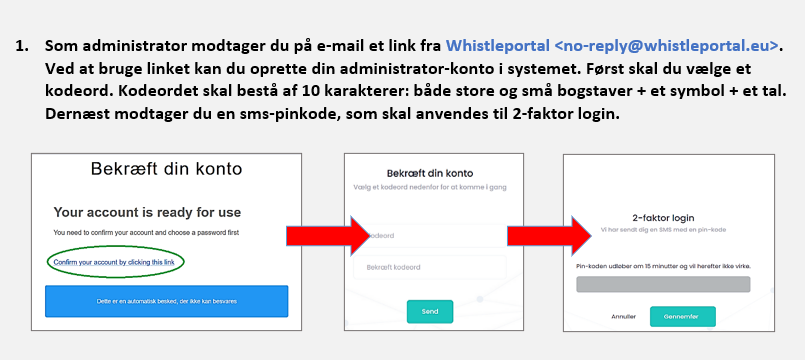 1. Som administrator modtager du på e-mail et link fra Whistleportal <no-reply@whistleportal.eu>.
Ved at bruge linket kan du oprette din administrator-konto i systemet. Først skal du vælge et
kodeord. Kodeordet skal bestå af 10 karakterer: både store og små bogstaver + et symbol + et tal.
Dernæst modtager du en sms-pinkode, som skal anvendes til 2-faktor login.
Bekræft din konto
Your account is ready for use
You need to confirm your account and choose a password first
Confirm your account by clicking this link
Dette er en automatisk besked, der ikke kan besvares
Bekræft din konto
Vælg et kodeord nedenfor for at komme i gang
odeord
Bekræft kodeord
Send
2-faktor login
Vi har sendt dig en SMS med en pin-kode
Pin-koden udløber om 15 minutter og vil herefter ikke virke.
Annuller
Gennemfør